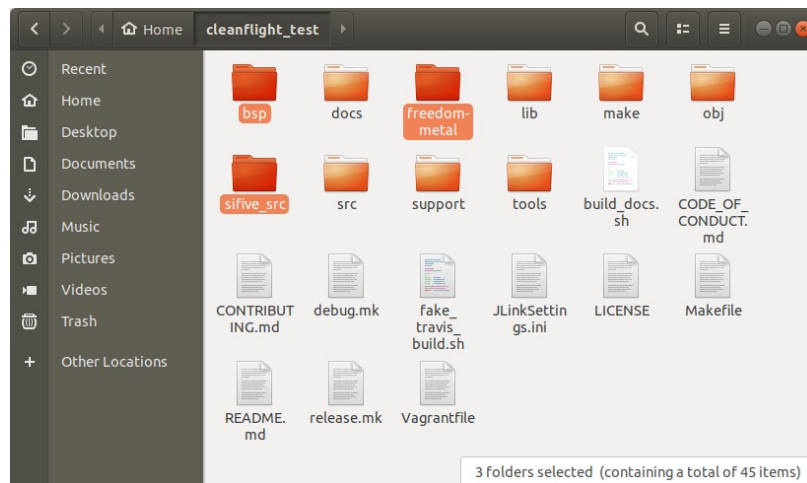 Home cleanflight_test
Recent
Home
Desktop
Documents
Downloads
Music
Pictures
Videos
Trash
Other Locations
bsp docs freedom-
metal lib make obj
sifive_src src support tools build_docs.
sh CODE_OF_
CONDUCT.
md
CONTRIBUT
ING.md debug.mk fake_
travis_
build.sh JLinkSettin
gs.ini LICENSE Makefile
README.
md release.mk Vagrantfile
3 folders selected (containing a total of 45 items)